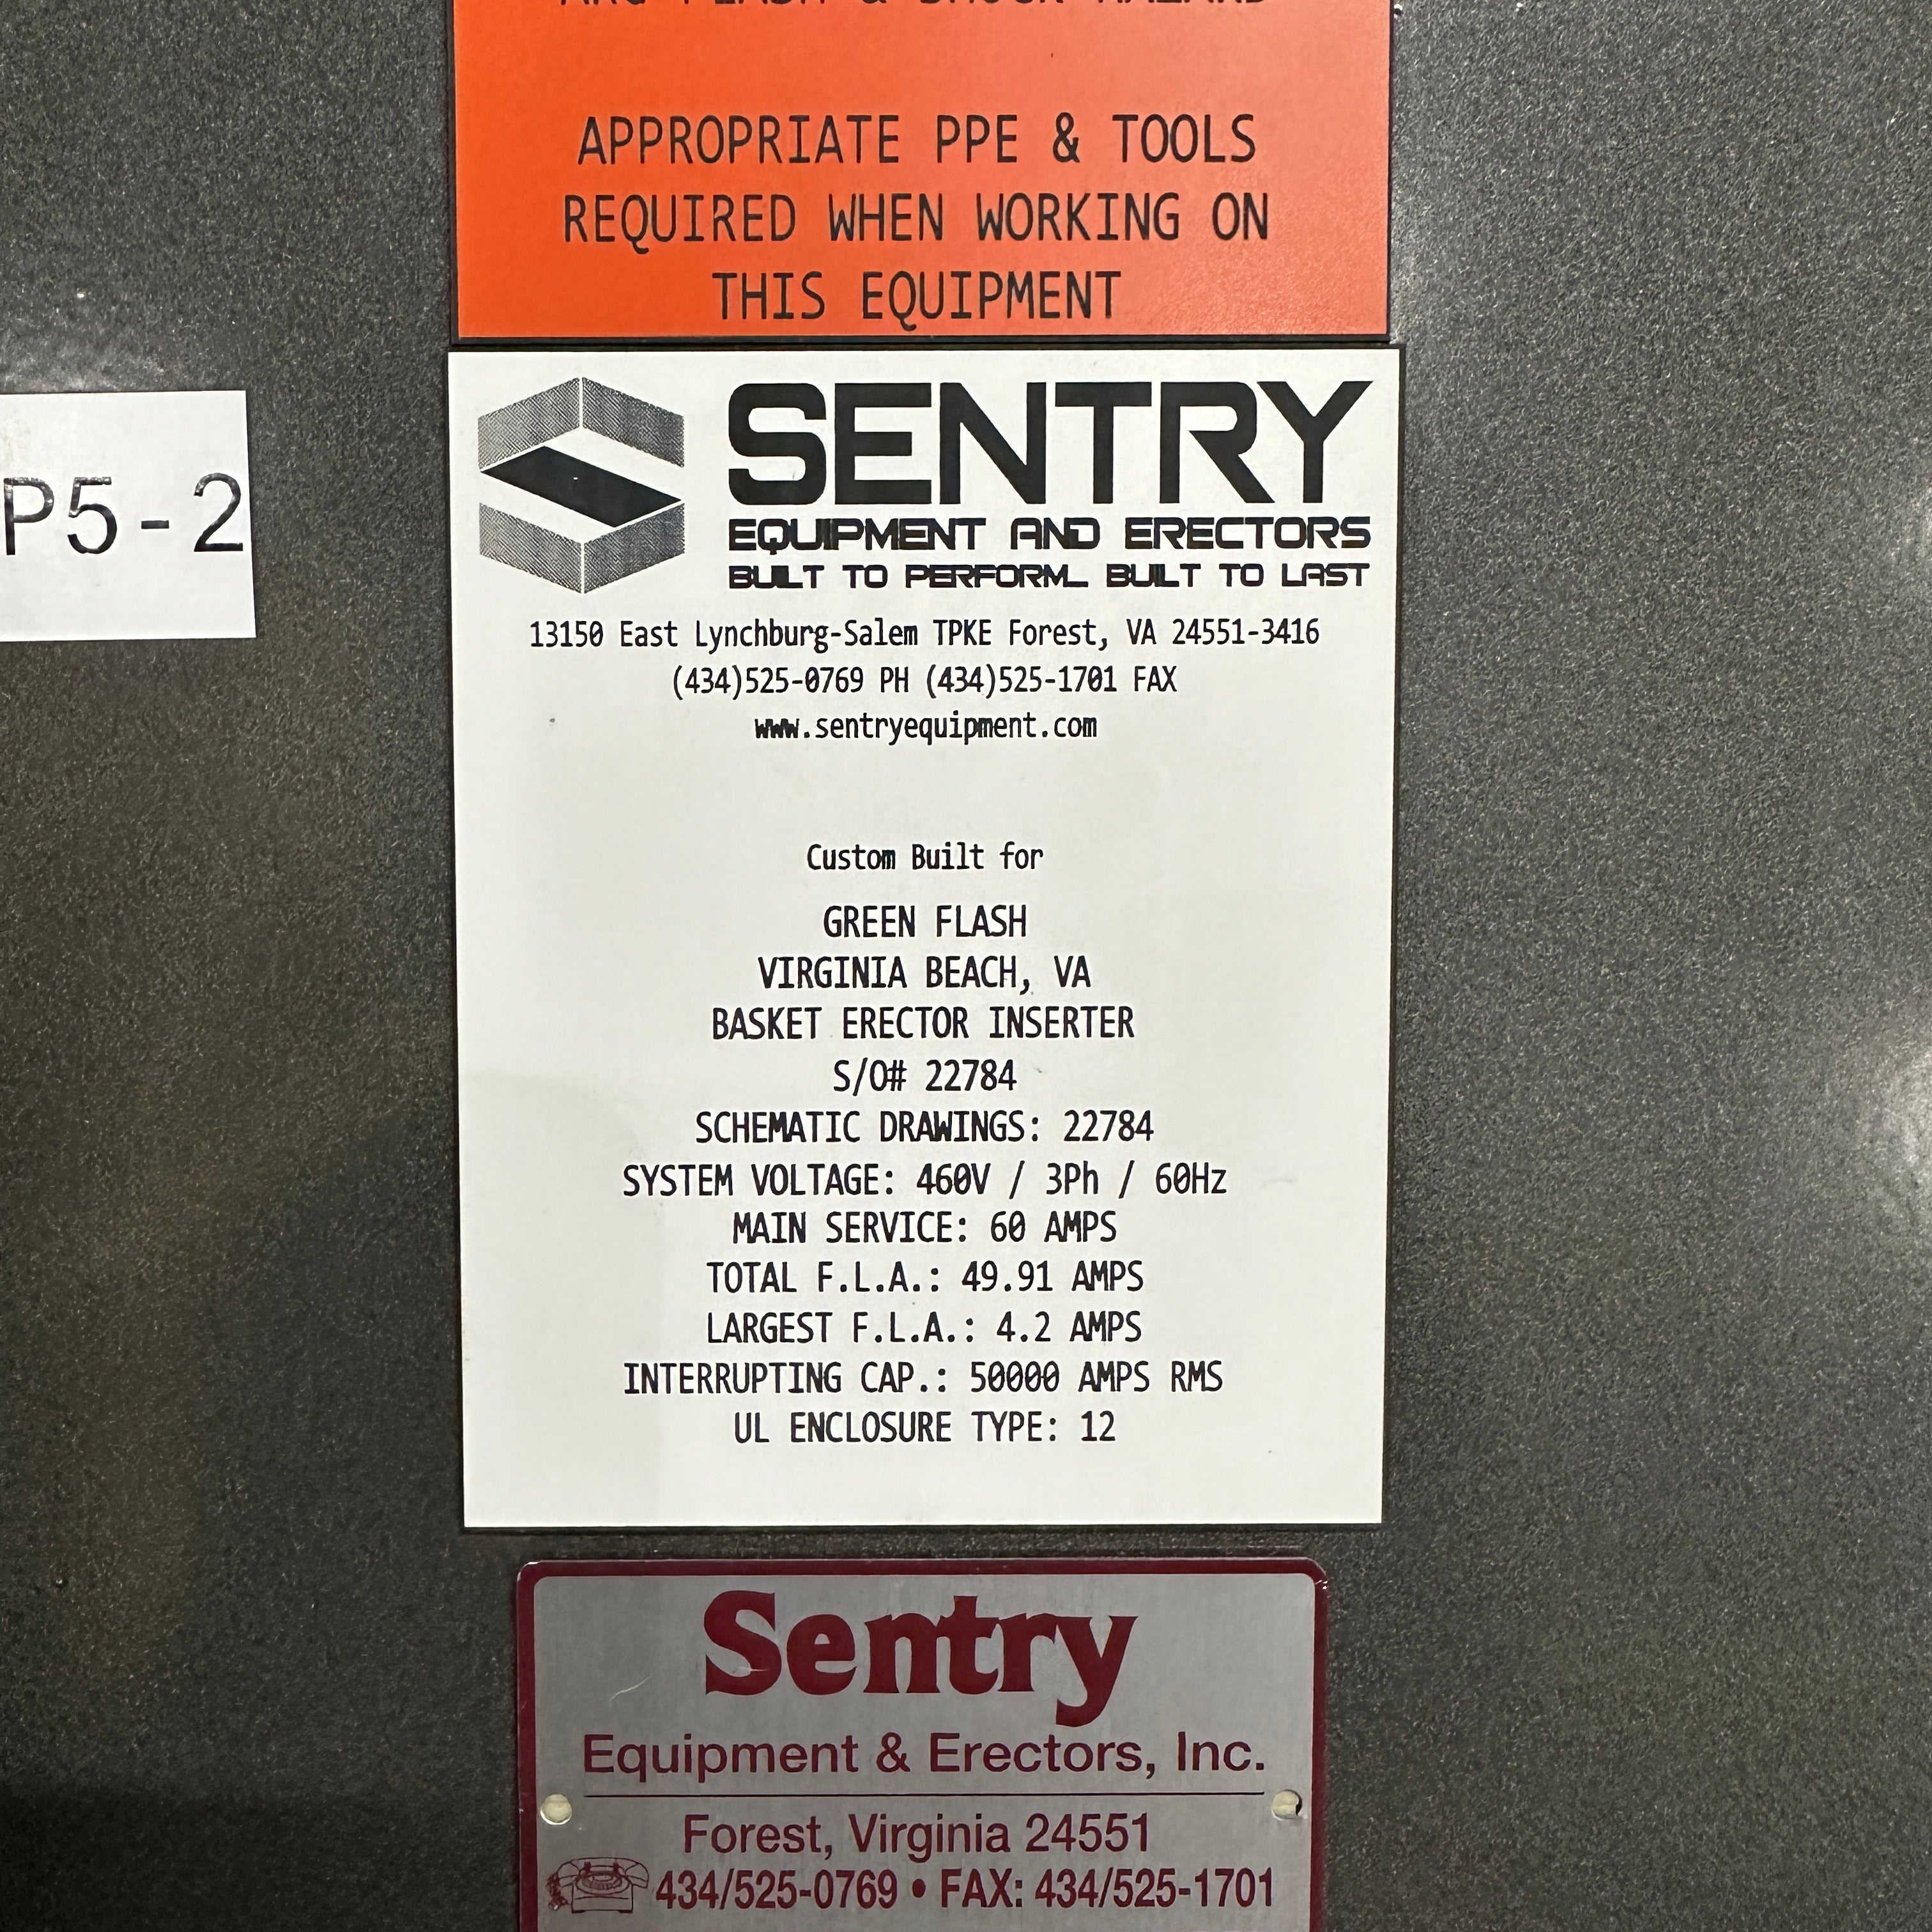 ARC FLASH & SHOCK HAZARD
APPROPRIATE PPE & TOOLS
REQUIRED WHEN WORKING ON
THIS EQUIPMENT
P5-2
SENTRY
EQUIPMENT AND ERECTORS
BUILT TO PERFORM... BUILT TO LAST
13150 East Lynchburg-Salem TPKE Forest, VA 24551-3416
(434)525-0769 PH (434)525-1701 FAX
www.sentryequipment.com
Custom Built for
GREEN FLASH
VIRGINIA BEACH, VA
BASKET ERECTOR INSERTER
S/O# 22784
SCHEMATIC DRAWINGS: 22784
SYSTEM VOLTAGE: 460V / 3Ph / 60Hz
MAIN SERVICE: 60 AMPS
TOTAL F.L.A.: 49.91 AMPS
LARGEST F.L.A.: 4.2 AMPS
INTERRUPTING CAP.: 50000 AMPS RMS
UL ENCLOSURE TYPE: 12
Sentry
Equipment & Erectors, Inc.
Forest, Virginia 24551
434/525-0769 • FAX: 434/525-1701